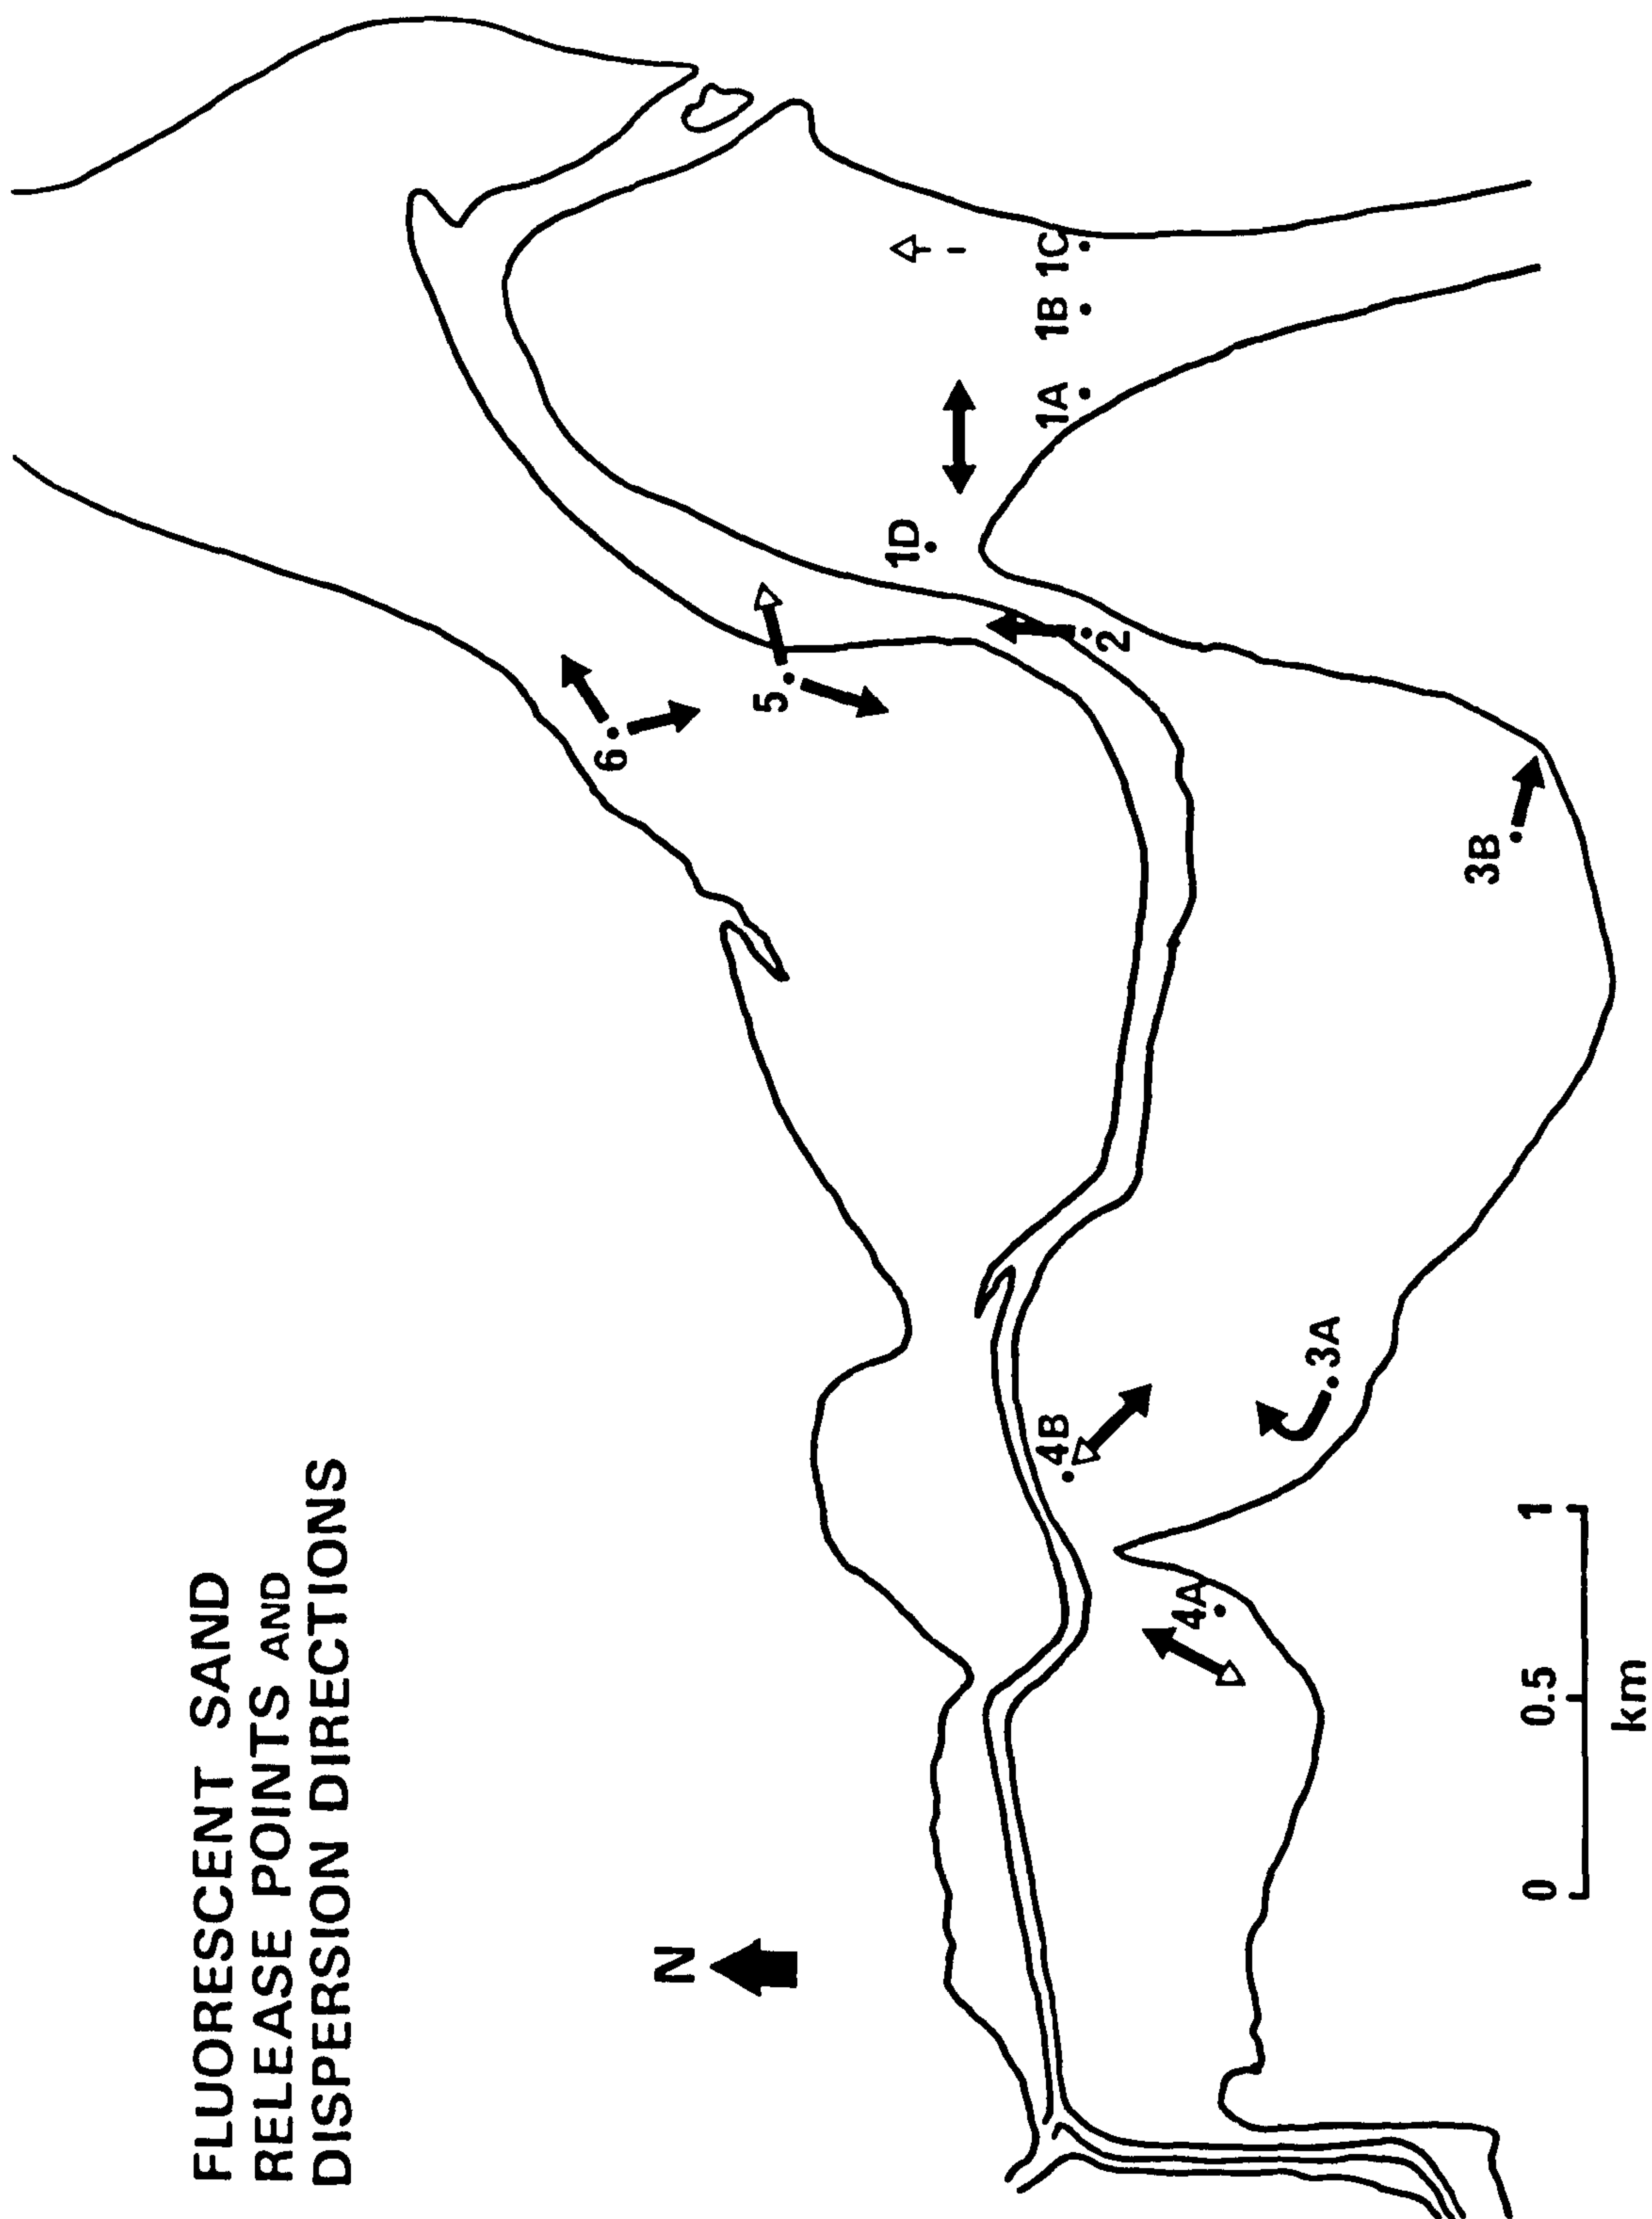 FLUORESCENT SAND
RELEASE POINTS AND
DISPERSION DIRECTIONS
N
6
5
1D
1A
1B
1C
2
4B
4A
3A
3B
0
0.5
1
km